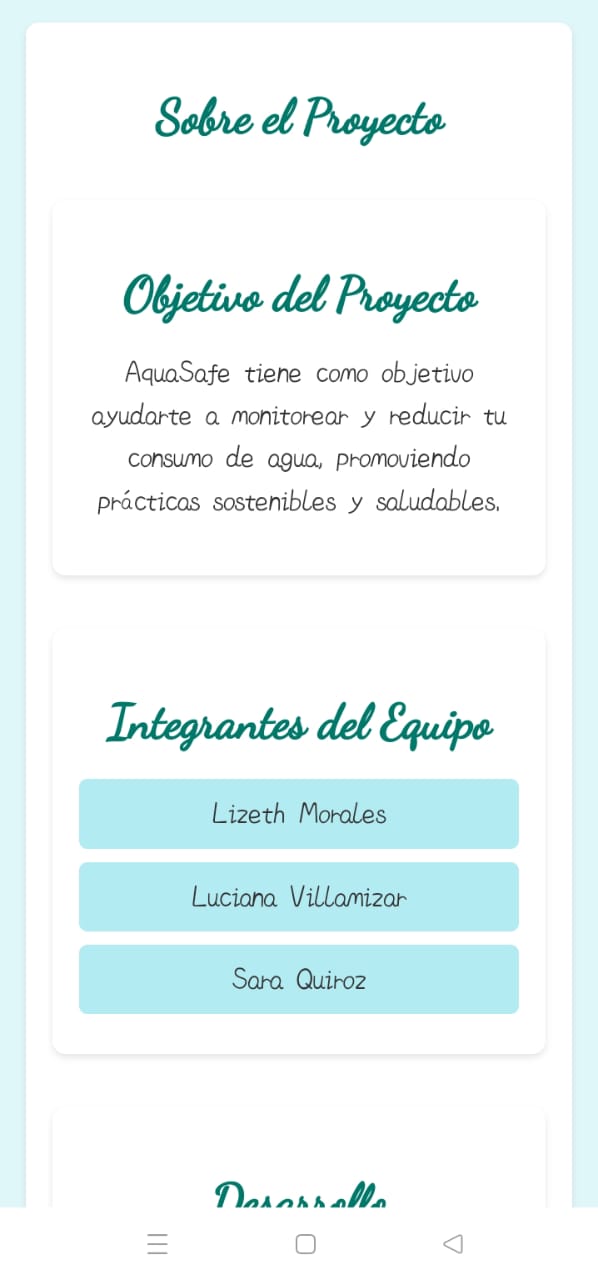 Sobre el Proyecto
Objetivo del Proyecto
AquaSafe tiene como objetivo
ayudarte a monitorear y reducir tu
consumo de agua, promoviendo
prácticas sostenibles y saludables.
Integrantes del Equipo
Lizeth Morales
Luciana Villamizar
Sara Quiroz
Desarrollo